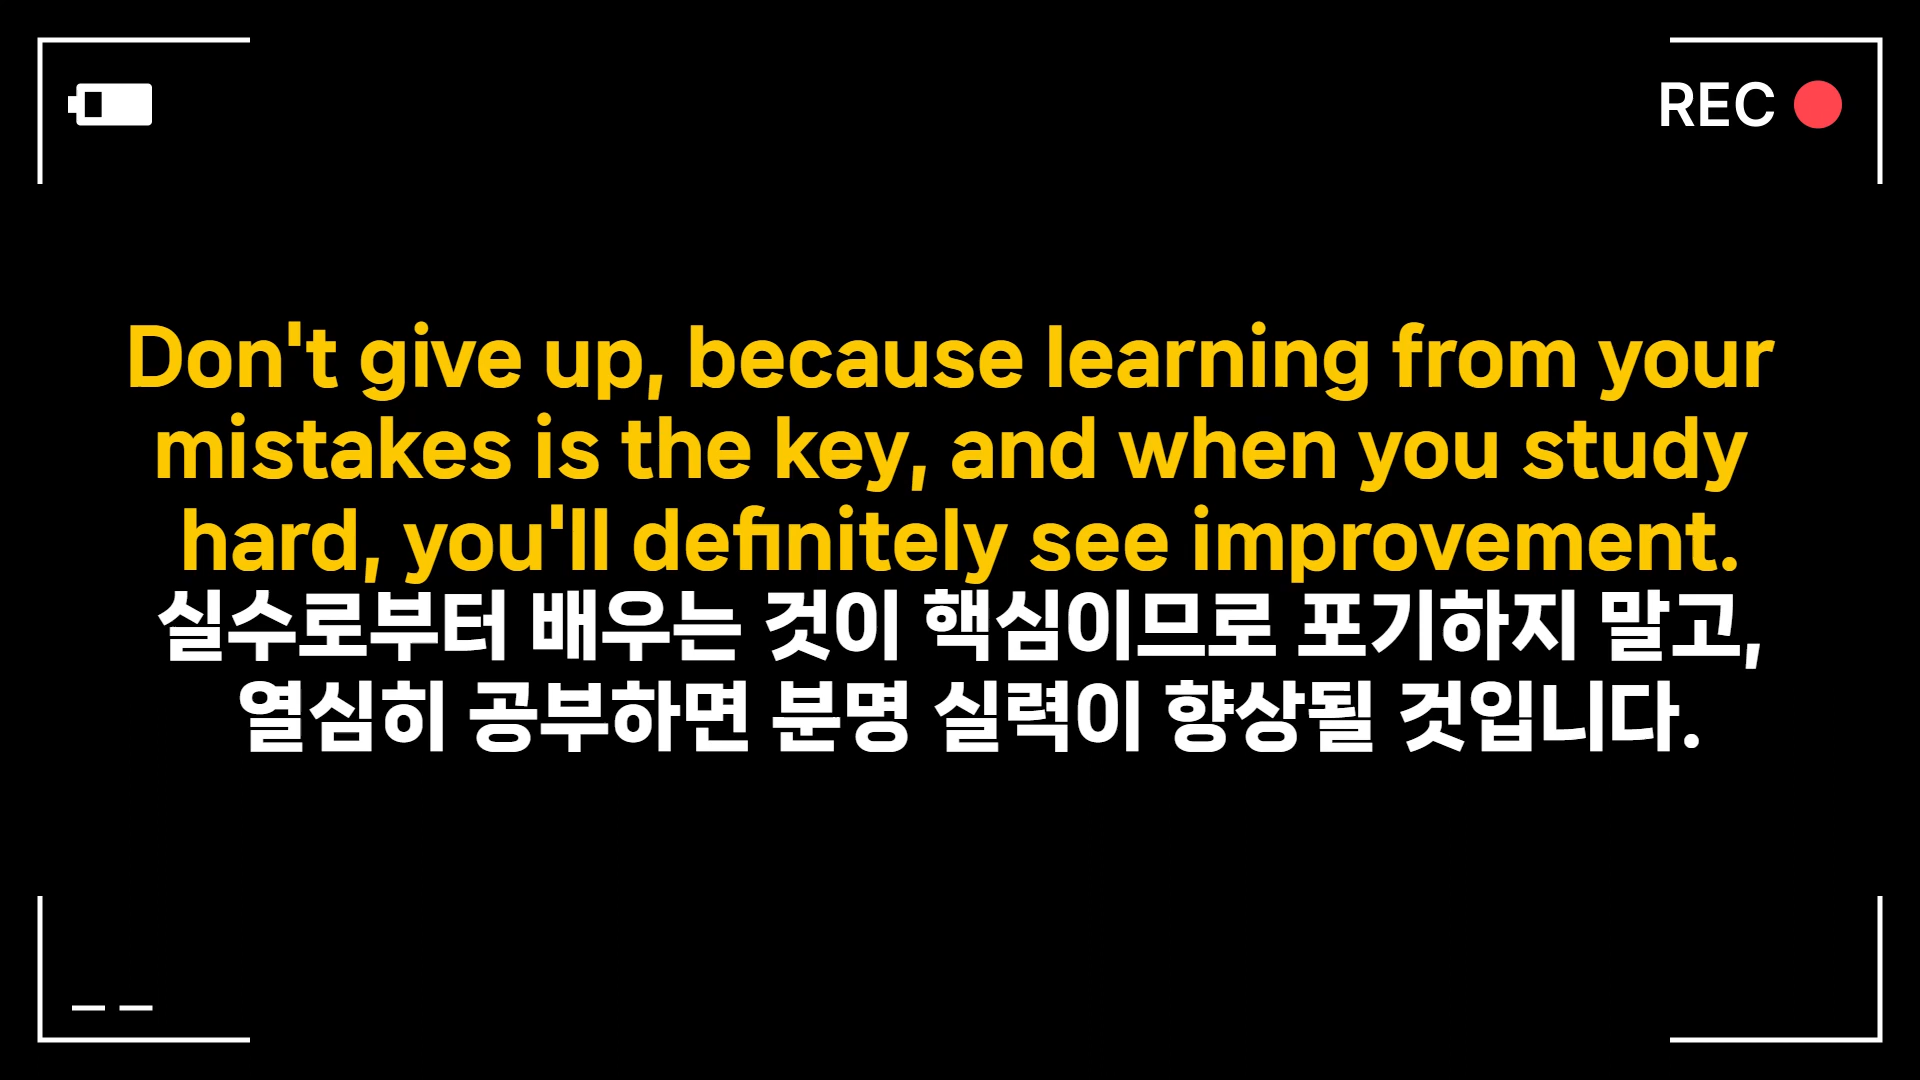 REC
Don't give up, because learning from your
mistakes is the key, and when you study
hard, you'll definitely see improvement.
실수로부터 배우는 것이 핵심이므로 포기하지 말고,
열심히 공부하면 분명 실력이 향상될 것입니다.